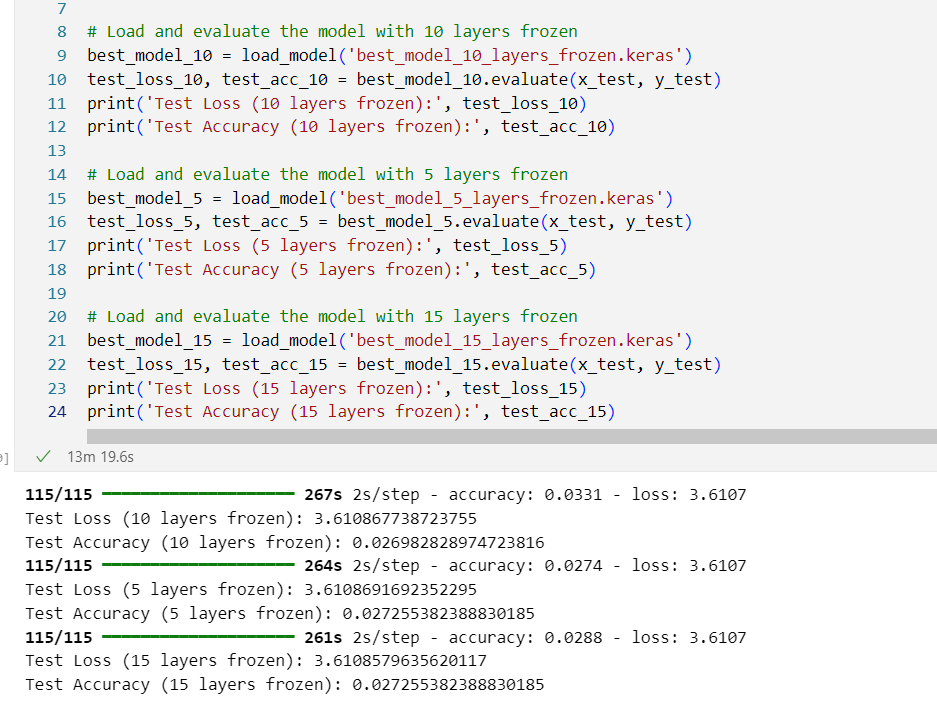 7
8 # Load and evaluate the model with 10 layers frozen
9 best_model_10 = load_model('best_model_10_layers_frozen.keras')
10 test_loss_10, test_acc_10 = best_model_10.evaluate(x_test, y_test)
11 print('Test Loss (10 layers frozen):', test_loss_10)
12 print('Test Accuracy (10 layers frozen):', test_acc_10)
13
14 # Load and evaluate the model with 5 layers frozen
15 best_model_5 = load_model('best_model_5_layers_frozen.keras')
16 test_loss_5, test_acc_5 = best_model_5.evaluate(x_test, y_test)
17 print('Test Loss (5 layers frozen):', test_loss_5)
18 print('Test Accuracy (5 layers frozen):', test_acc_5)
19
20 # Load and evaluate the model with 15 layers frozen
21 best_model_15 = load_model('best_model_15_layers_frozen.keras')
22 test_loss_15, test_acc_15 = best_model_15.evaluate(x_test, y_test)
23 print('Test Loss (15 layers frozen):', test_loss_15)
24 print('Test Accuracy (15 layers frozen):', test_acc_15)
13m 19.6s
115/115 267s 2s/step - accuracy: 0.0331 - loss: 3.6107
Test Loss (10 layers frozen): 3.610867738723755
Test Accuracy (10 layers frozen): 0.026982828974723816
115/115 264s 2s/step - accuracy: 0.0274 - loss: 3.6107
Test Loss (5 layers frozen): 3.6108691692352295
Test Accuracy (5 layers frozen): 0.027255382388830185
115/115 261s 2s/step - accuracy: 0.0288 - loss: 3.6107
Test Loss (15 layers frozen): 3.6108579635620117
Test Accuracy (15 layers frozen): 0.027255382388830185